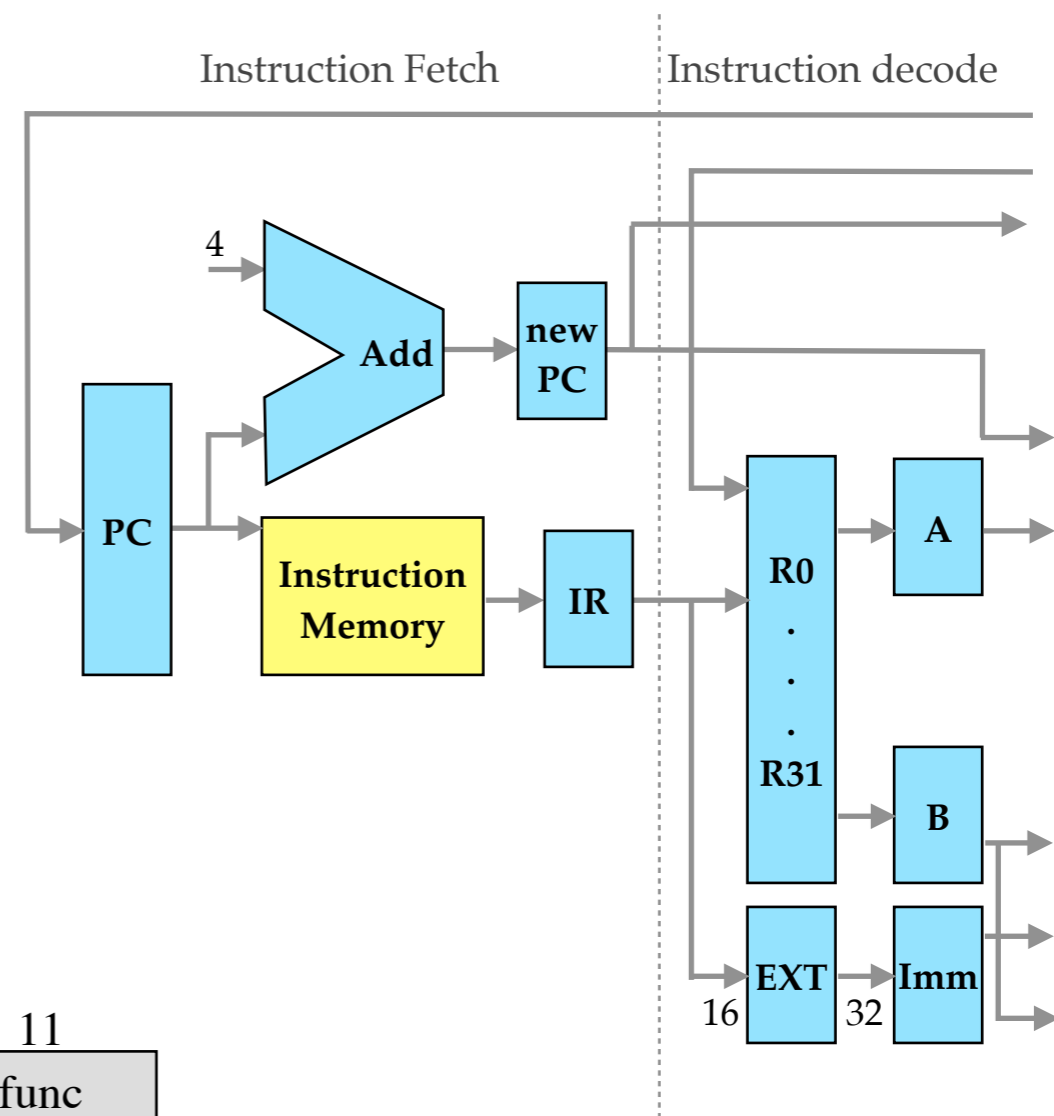 Instruction Fetch
Instruction decode
4
Add
new
PC
PC
Instruction
Memory
IR
R0
.
.
.
R31
A
B
EXT
Imm
16
32
11
func